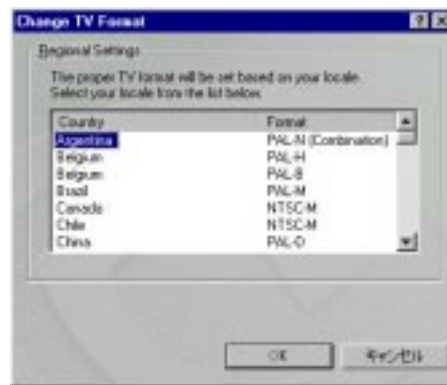 Change TV Format
Regional Settings
The proper TV format will be set based on your locale.
Select your locale from the list below.
Country Format
Argentina PAL-N (Combination)
Belgium PAL-H
Belgium PAL-B
Brazil PAL-M
Canada NTSC-M
Chile NTSC-M
China PAL-D
OK キャンセル